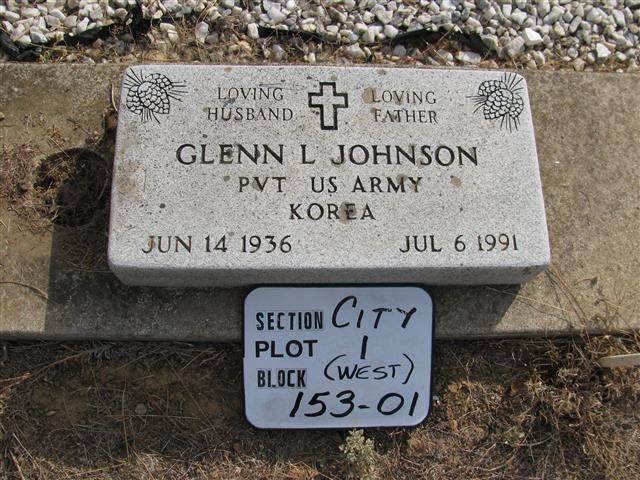 LOVING LOVING
HUSBAND FATHER
GLENN L JOHNSON
PVT US ARMY
KOREA
JUN 14 1936 JUL 6 1991
SECTION CITY
PLOT 1
(WEST)
BLOCK 153-01